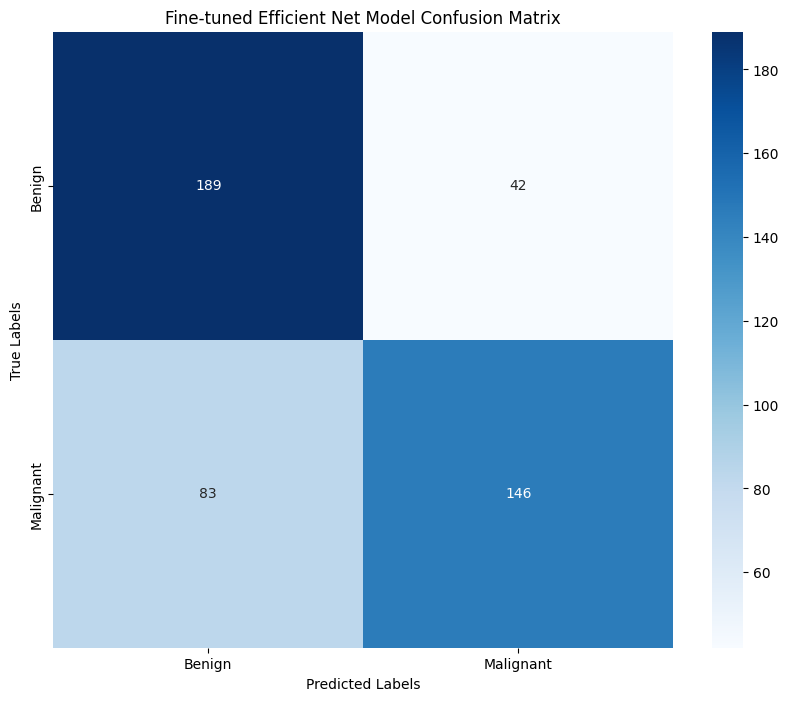 Fine-tuned Efficient Net Model Confusion Matrix
True Labels
Benign
189
42
Malignant
83
146
Benign
Malignant
Predicted Labels
180
160
140
120
100
80
60